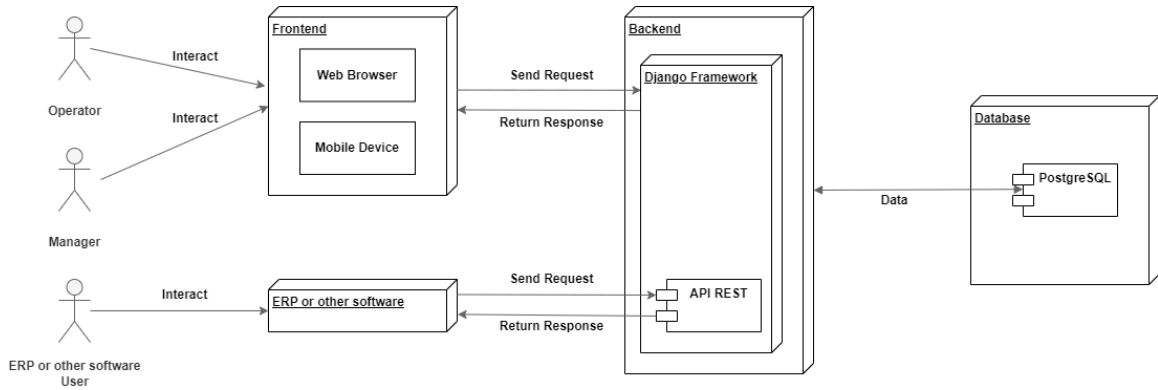 Frontend
Backend
Interact
Web Browser
Send Request
Django Framework
Operator
Interact
Return Response
Database
Mobile Device
PostgreSQL
Data
Manager
Send Request
Interact
ERP or other software
API REST
Return Response
ERP or other software
User